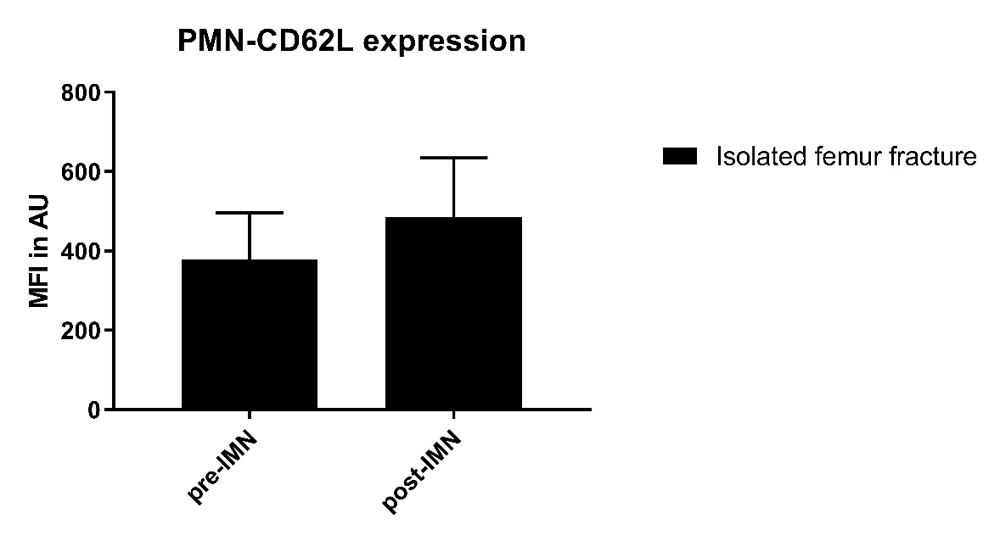 PMN-CD62L expression
800
600
400
200
0
MFI in AU
pre-IMN
post-IMN
Isolated femur fracture